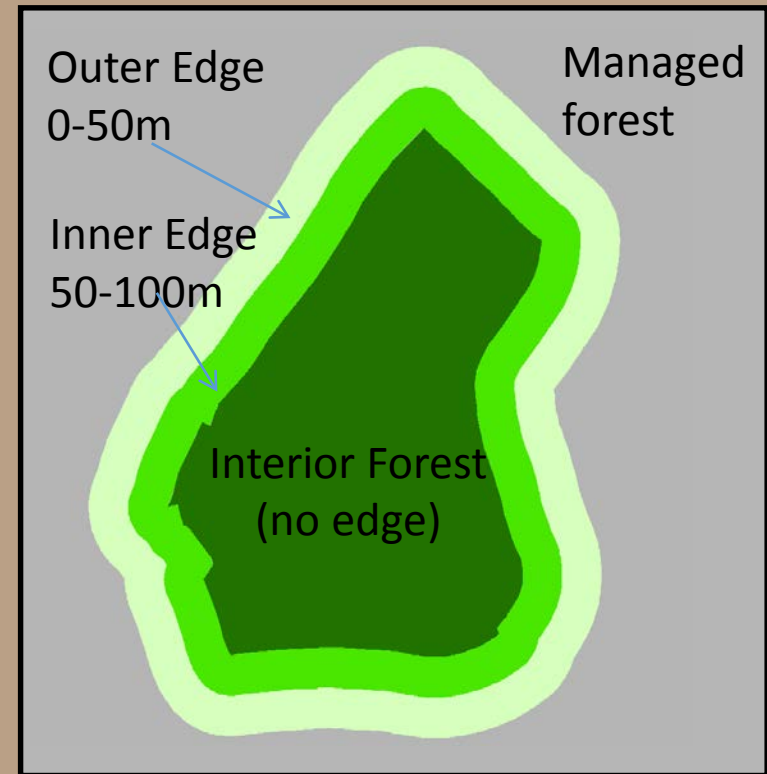 Outer Edge
0-50m
Managed
forest
Inner Edge
50-100m
Interior Forest
(no edge)